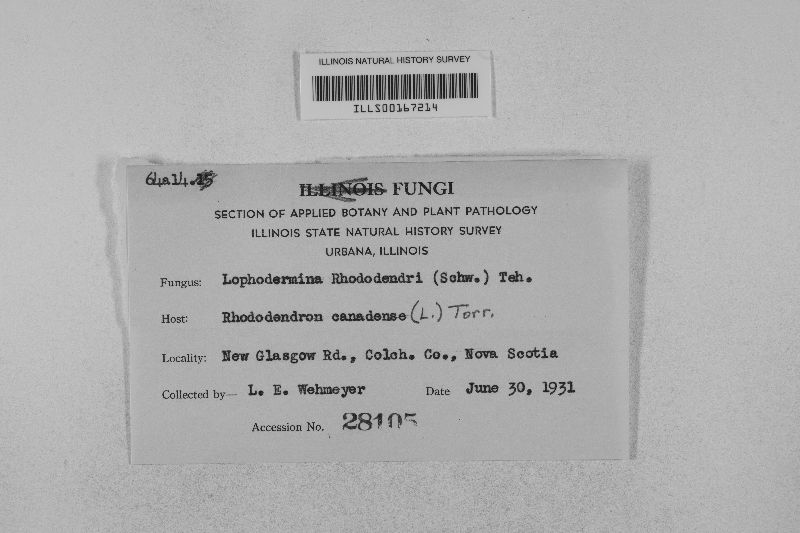 ILLINOIS NATURAL HISTORY SURVEY
ILLS00167214
64a14.
ILLINOIS FUNGI
SECTION OF APPLIED BOTANY AND PLANT PATHOLOGY
ILLINOIS STATE NATURAL HISTORY SURVEY
URBANA, ILLINOIS
Fungus: Lophodermina Rhododendri (Schw.) Teh.
Host: Rhododendron canadense (L.) Torr.
Locality: New Glasgow Rd., Colch. Co., Nova Scotia
Collected by— L. E. Wehmeyer Date June 30, 1931
Accession No. 28105